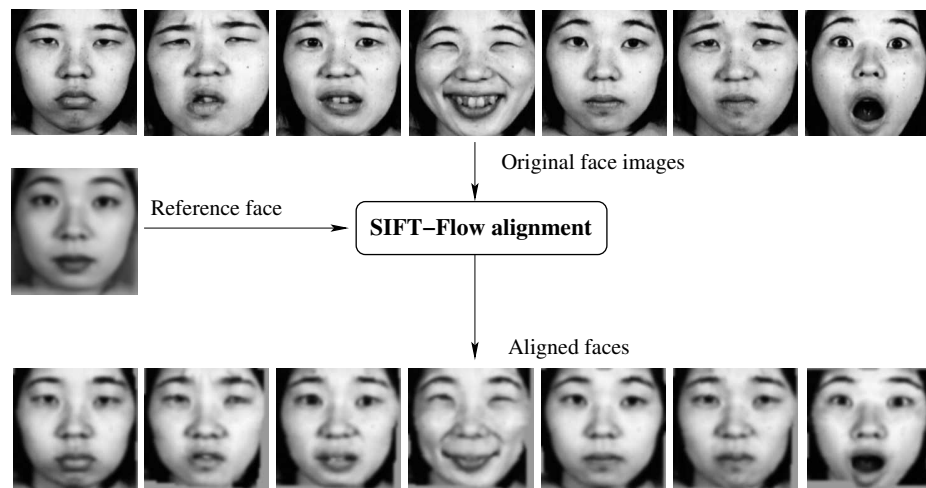 Original face images
Reference face
SIFT−Flow alignment
Aligned faces